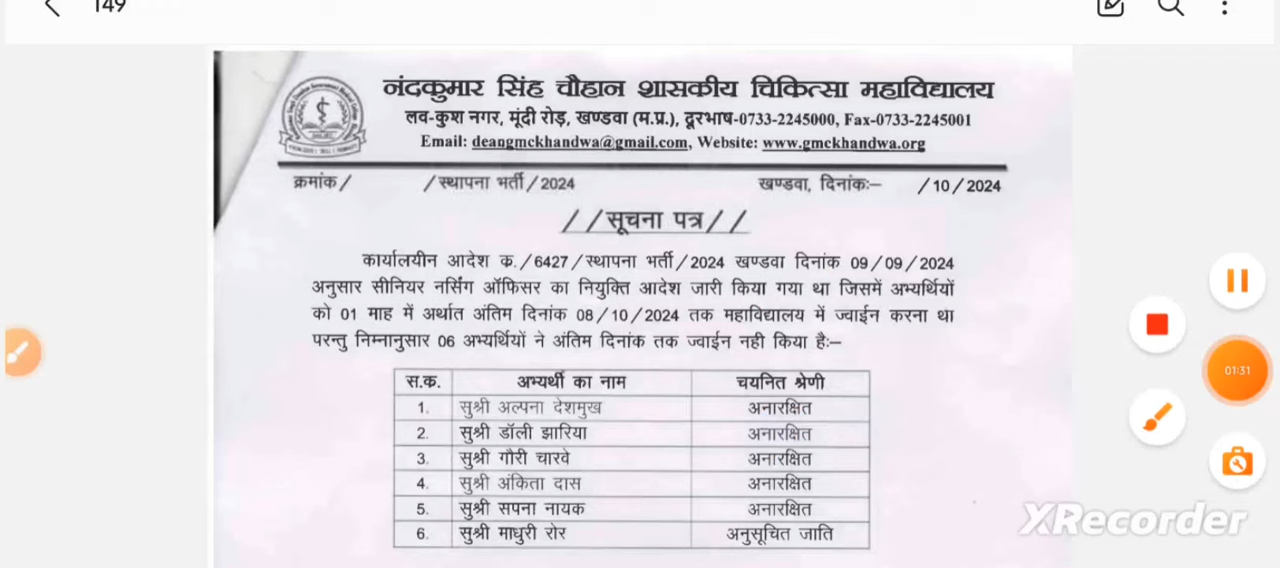 149
नंदकुमार सिंह चौहान शासकीय चिकित्सा महाविद्यालय
लव-कुश नगर, मूंदी रोड़, खण्डवा (म.प्र.), दूरभाष-0733-2245000, Fax-0733-2245001
Email: deangmckhandwa@gmail.com, Website: www.gmckhandwa.org
क्रमांक/ /स्थापना भर्ती/2024 खण्डवा, दिनांकः– /10/2024
//सूचना पत्र//
कार्यालयीन आदेश क्र./6427/स्थापना भर्ती/2024 खण्डवा दिनांक 09/09/2024
अनुसार सीनियर नर्सिंग ऑफिसर का नियुक्ति आदेश जारी किया गया था जिसमें अभ्यर्थियों
को 01 माह में अर्थात अंतिम दिनांक 08/10/2024 तक महाविद्यालय में ज्वाईन करना था
परन्तु निम्नानुसार 06 अभ्यर्थियों ने अंतिम दिनांक तक ज्वाईन नही किया हैः–
स.क. अभ्यर्थी का नाम चयनित श्रेणी
1. सुश्री अल्पना देशमुख अनारक्षित
2. सुश्री डॉली झारिया अनारक्षित
3. सुश्री गौरी चारवे अनारक्षित
4. सुश्री अंकिता दास अनारक्षित
5. सुश्री सपना नायक अनारक्षित
6. सुश्री माधुरी रोर अनुसूचित जाति
01:31
XRecorder